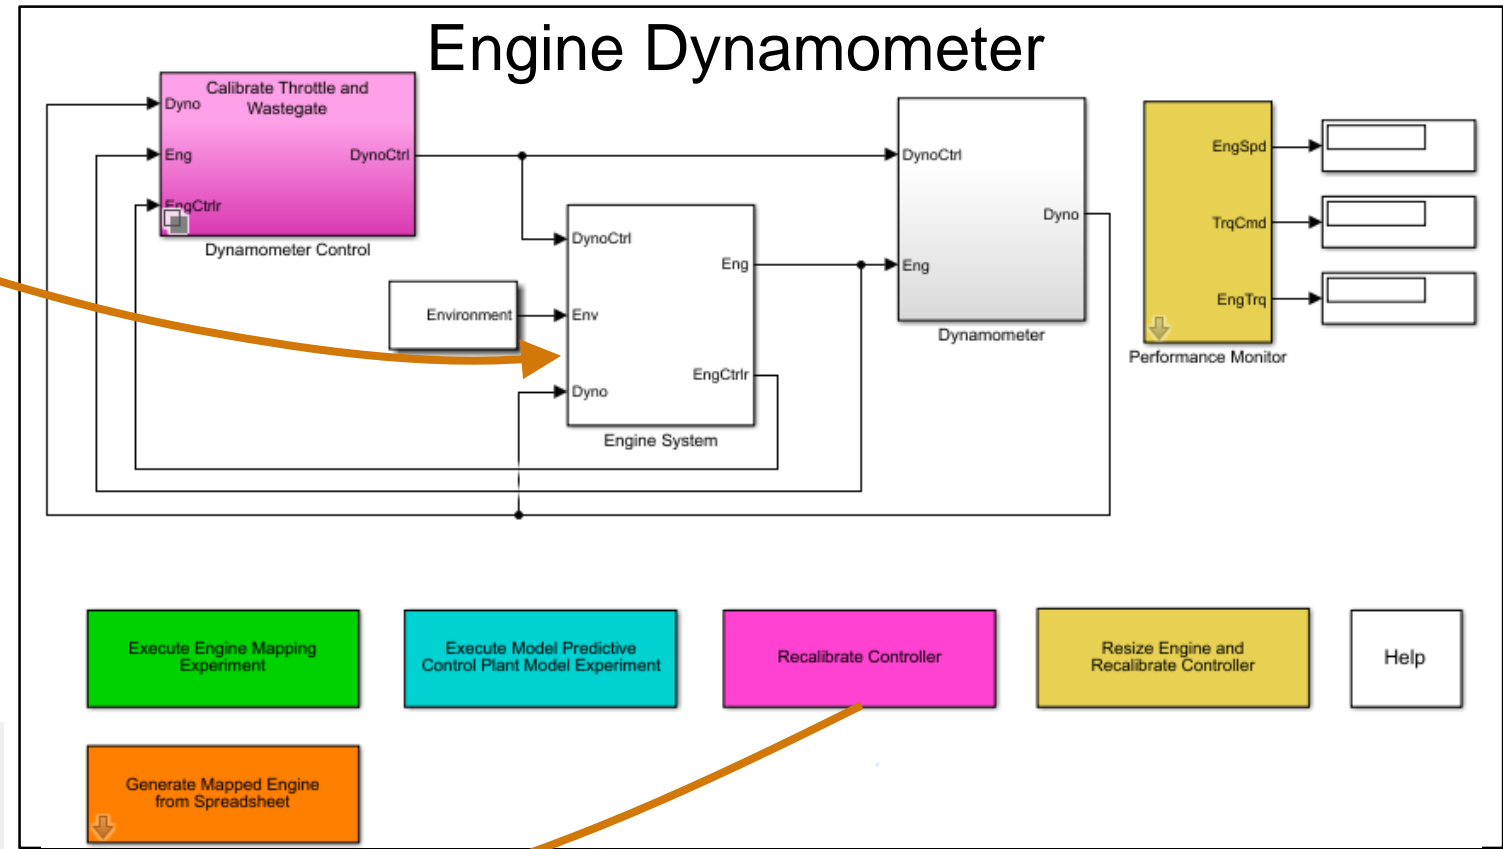 Engine Dynamometer
Calibrate Throttle and
Wastegate
Dyno
Eng
EngCtrlr
DynoCtrl
Dynamometer Control
Environment
DynoCtrl
Env
Dyno
Eng
EngCtrlr
Engine System
DynoCtrl
Eng
Dyno
Dynamometer
EngSpd
TrqCmd
EngTrq
Performance Monitor
Execute Engine Mapping
Experiment
Execute Model Predictive
Control Plant Model Experiment
Recalibrate Controller
Resize Engine and
Recalibrate Controller
Help
Generate Mapped Engine
from Spreadsheet